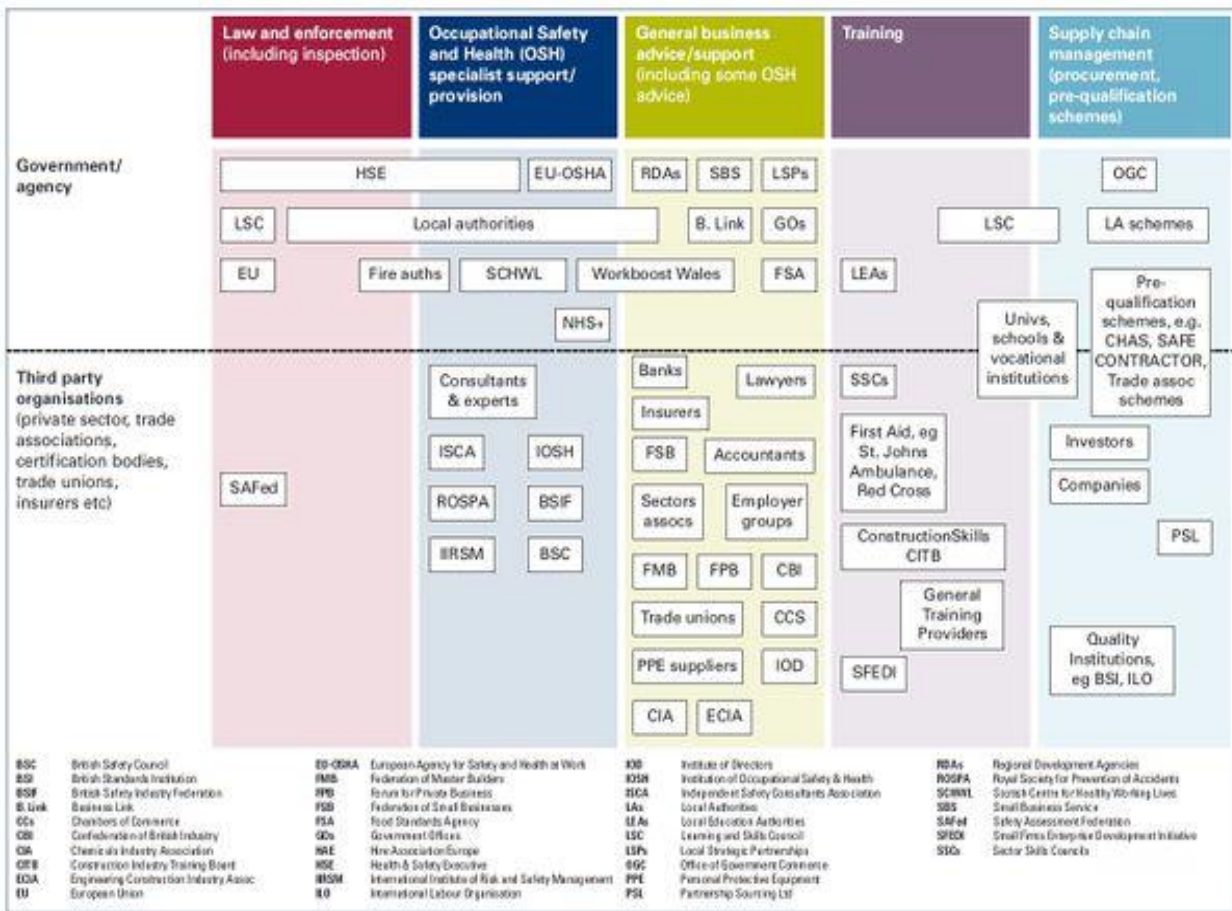 Law and enforcement
(including inspection)
Occupational Safety
and Health (OSH)
specialist support/
provision
General business
advice/support
(including some OSH
advice)
Training
Supply chain
management
(procurement,
pre-qualification
schemes)
Government/
agency
HSE
EU-OSHA
RDAs
SBS
LSPs
OGC
LSC
Local authorities
B. Link
GOs
LSC
LA schemes
EU
Fire auths
SCHWL
Workboost Wales
FSA
LEAs
NHS+
Univs,
schools &
vocational
institutions
Pre-
qualification
schemes, e.g.
CHAS, SAFE
CONTRACTOR,
Trade assoc
schemes
Third party
organisations
(private sector, trade
associations,
certification bodies,
trade unions,
insurers etc)
SAFed
Consultants
& experts
ISCA
IOSH
ROSPA
BSIF
IIRSM
BSC
Banks
Lawyers
Insurers
FSB
Accountants
Sectors
assocs
Employer
groups
FMB
FPB
CBI
Trade unions
CCS
PPE suppliers
IOD
CIA
ECIA
SSCs
First Aid, eg
St. Johns
Ambulance,
Red Cross
ConstructionSkills
CITB
General
Training
Providers
SFEDI
Investors
Companies
PSL
Quality
Institutions,
eg BSI, ILO
BSC British Safety Council
BSI British Standards Institution
BSIF British Safety Industry Federation
B. Link Business Link
CCs Chambers of Commerce
CBI Confederation of British Industry
CIA Chemicals Industry Association
CITB Construction Industry Training Board
ECIA Engineering Construction Industry Assoc
EU European Union
EU-OSHA European Agency for Safety and Health at Work
FMB Federation of Master Builders
FPB Forum for Private Business
FSB Federation of Small Businesses
FSA Food Standards Agency
GOs Government Offices
HAE Hire Association Europe
HSE Health & Safety Executive
IIRSM International Institute of Risk and Safety Management
ILO International Labour Organisation
IOD Institute of Directors
IOSH Institution of Occupational Safety & Health
ISCA Independent Safety Consultants Association
LAs Local Authorities
LEAs Local Education Authorities
LSC Learning and Skills Council
LSPs Local Strategic Partnerships
OGC Office of Government Commerce
PPE Personal Protective Equipment
PSL Partnership Sourcing Ltd
RDAs Regional Development Agencies
ROSPA Royal Society for Prevention of Accidents
SCHWL Scottish Centre for Healthy Working Lives
SBS Small Business Service
SAFed Safety Assessment Federation
SFEDI Small Firms Enterprise Development Initiative
SSCs Sector Skills Councils